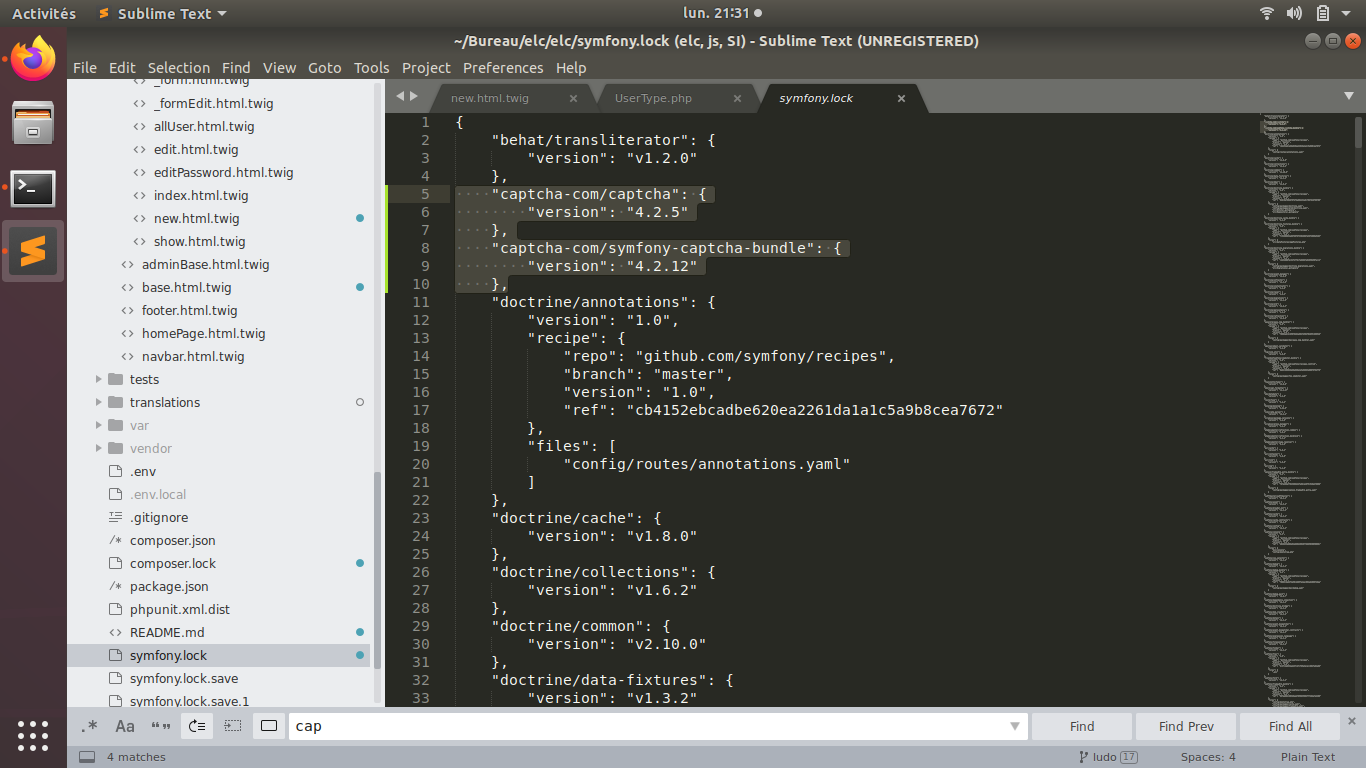 Activités
Sublime Text
lun. 21:31
~/Bureau/elc/elc/symfony.lock (elc, js, SI) - Sublime Text (UNREGISTERED)
File Edit Selection Find View Goto Tools Project Preferences Help
_form.html.twig
_formEdit.html.twig
allUser.html.twig
edit.html.twig
editPassword.html.twig
index.html.twig
new.html.twig
show.html.twig
adminBase.html.twig
base.html.twig
footer.html.twig
homePage.html.twig
navbar.html.twig
tests
translations
var
vendor
.env
.env.local
.gitignore
composer.json
composer.lock
package.json
phpunit.xml.dist
README.md
symfony.lock
symfony.lock.save
symfony.lock.save.1
new.html.twig × UserType.php × symfony.lock ×
1 {
2 "behat/transliterator": {
3 "version": "v1.2.0"
4 },
5 "captcha-com/captcha": {
6 "version": "4.2.5"
7 },
8 "captcha-com/symfony-captcha-bundle": {
9 "version": "4.2.12"
10 },
11 "doctrine/annotations": {
12 "version": "1.0",
13 "recipe": {
14 "repo": "github.com/symfony/recipes",
15 "branch": "master",
16 "version": "1.0",
17 "ref": "cb4152ebcadbe620ea2261da1a1c5a9b8cea7672"
18 },
19 "files": [
20 "config/routes/annotations.yaml"
21 ]
22 },
23 "doctrine/cache": {
24 "version": "v1.8.0"
25 },
26 "doctrine/collections": {
27 "version": "v1.6.2"
28 },
29 "doctrine/common": {
30 "version": "v2.10.0"
31 },
32 "doctrine/data-fixtures": {
33 "version": "v1.3.2"
.* Aa "" cap Find Find Prev Find All ×
4 matches ludo 17 Spaces: 4 Plain Text